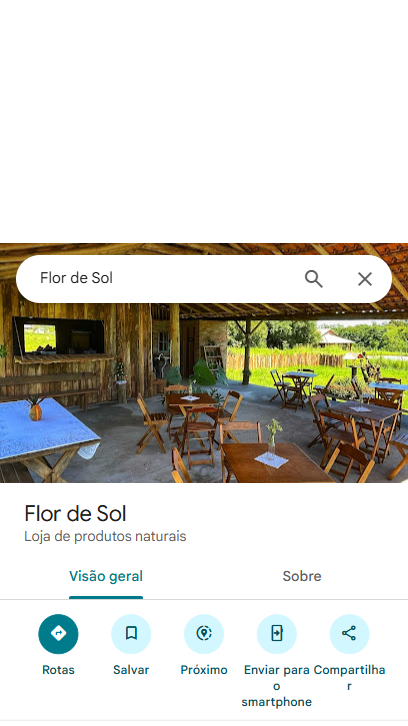 Flor de Sol
Flor de Sol
Loja de produtos naturais
Visão geral
Sobre
Rotas
Salvar
Próximo
Enviar para
o
smartphone
Compartilha
r